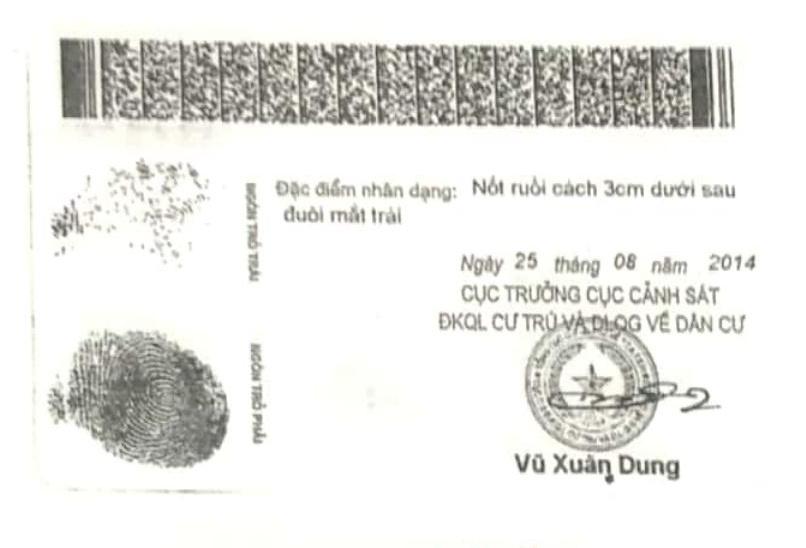 Đặc điểm nhân dạng: Nốt ruồi cách 3cm dưới sau
đuôi mắt trái
NGÓN TRỎ TRÁI
NGÓN TRỎ PHẢI
Ngày 25 tháng 08 năm 2014
CỤC TRƯỞNG CỤC CẢNH SÁT
ĐKQL CƯ TRÚ VÀ DLQG VỀ DÂN CƯ
Vũ Xuân Dung